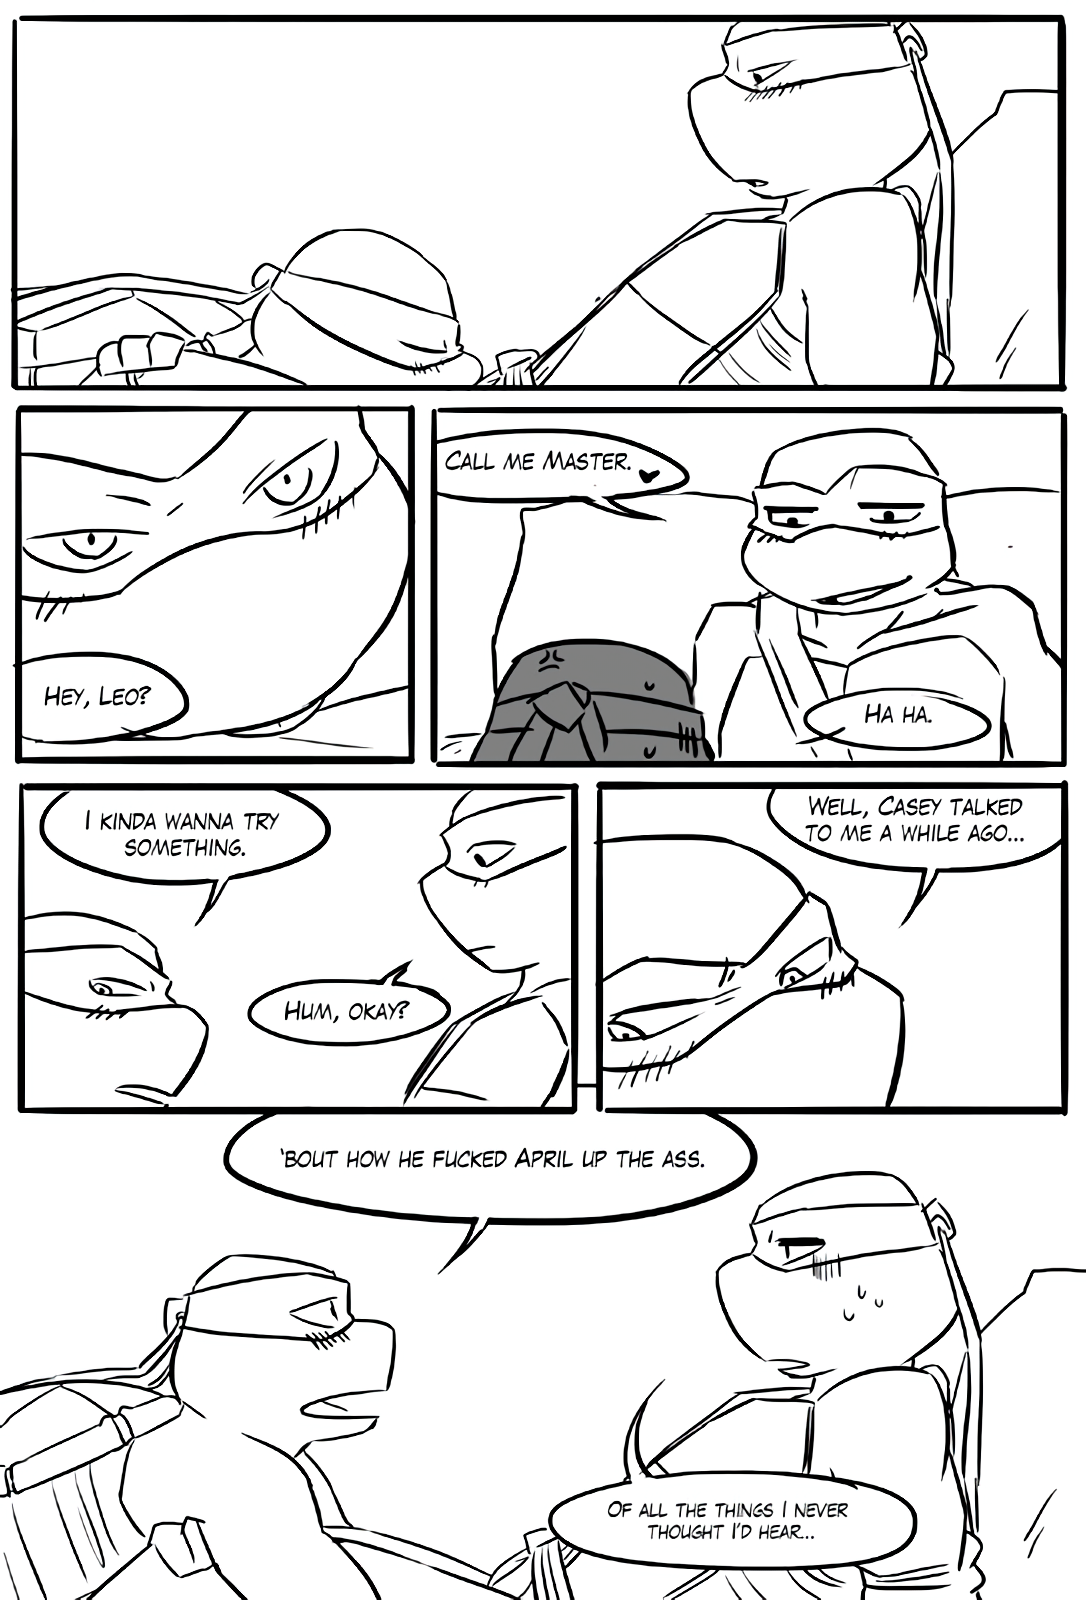 Hey, Leo?
Call me Master.
Ha ha.
I kinda wanna try
something.
Hum, okay?
Well, Casey talked
to me a while ago...
'bout how he fucked April up the ass.
Of all the things I never
thought I'd hear...